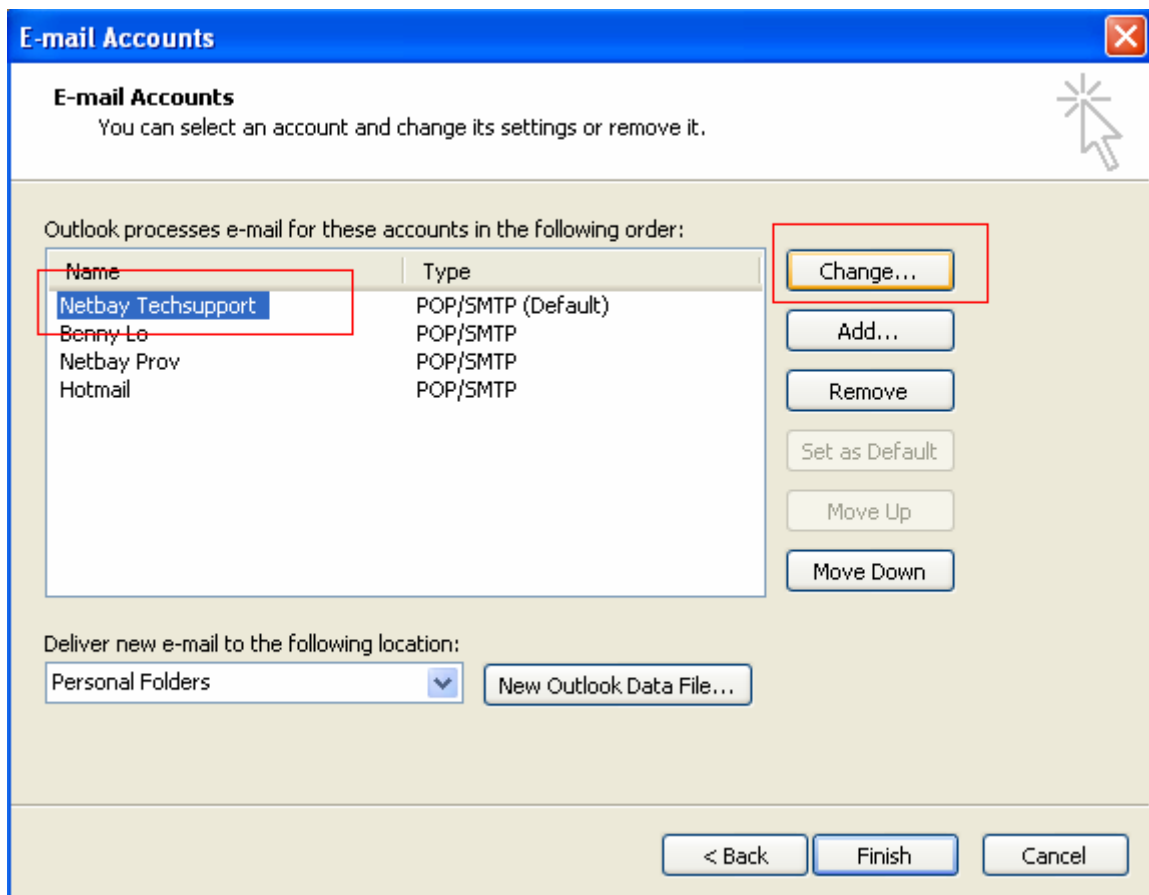 E-mail Accounts
E-mail Accounts
You can select an account and change its settings or remove it.
Outlook processes e-mail for these accounts in the following order:
Name Type
Netbay Techsupport POP/SMTP (Default)
Benny Lo POP/SMTP
Netbay Prov POP/SMTP
Hotmail POP/SMTP
Change...
Add...
Remove
Set as Default
Move Up
Move Down
Deliver new e-mail to the following location:
Personal Folders New Outlook Data File...
< Back Finish Cancel